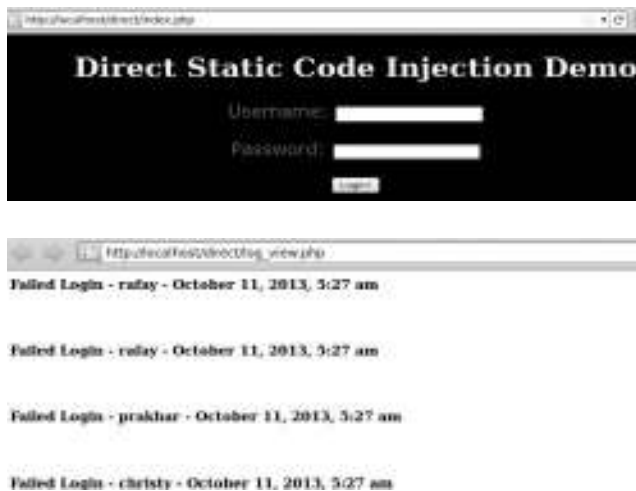 http://localhost/direct/index.php
Direct Static Code Injection Demo
Username:
Password:
Login
http://localhost/direct/log_view.php
Failed Login - rafay - October 11, 2013, 5:27 am
Failed Login - rafay - October 11, 2013, 5:27 am
Failed Login - prakhar - October 11, 2013, 5:27 am
Failed Login - christy - October 11, 2013, 5:27 am